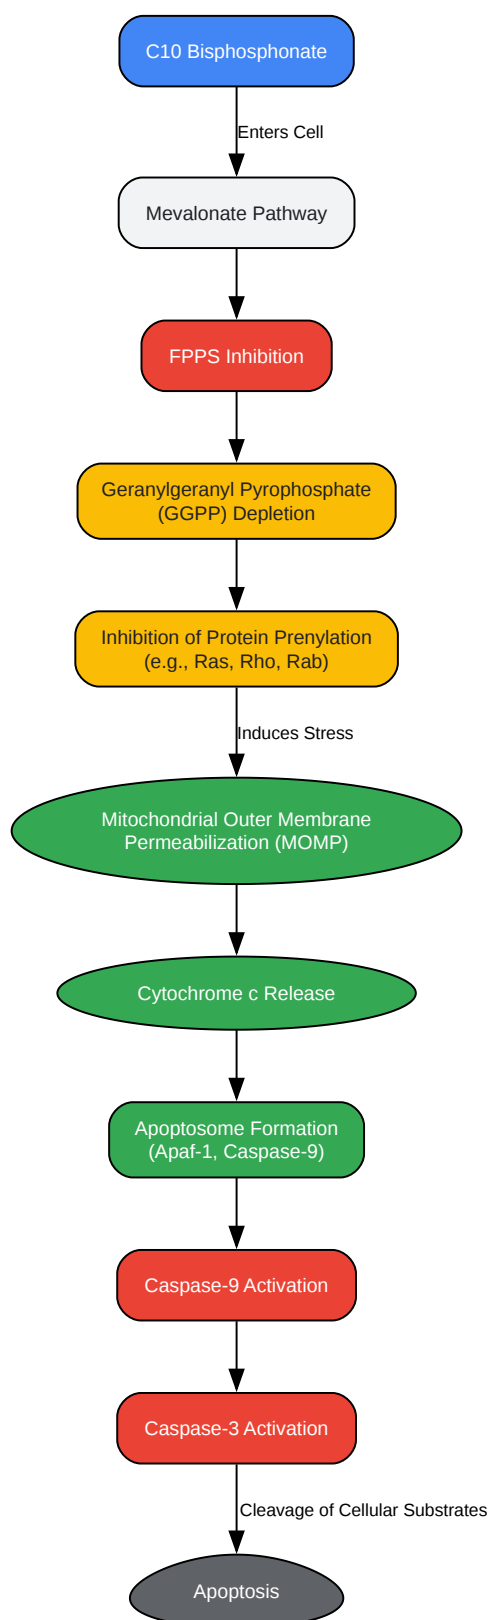 C10 Bisphosphonate
Enters Cell
Mevalonate Pathway
FPPS Inhibition
Geranylgeranyl Pyrophosphate
(GGPP) Depletion
Inhibition of Protein Prenylation
(e.g., Ras, Rho, Rab)
Induces Stress
Mitochondrial Outer Membrane
Permeabilization (MOMP)
Cytochrome c Release
Apoptosome Formation
(Apaf-1, Caspase-9)
Caspase-9 Activation
Caspase-3 Activation
Cleavage of Cellular Substrates
Apoptosis